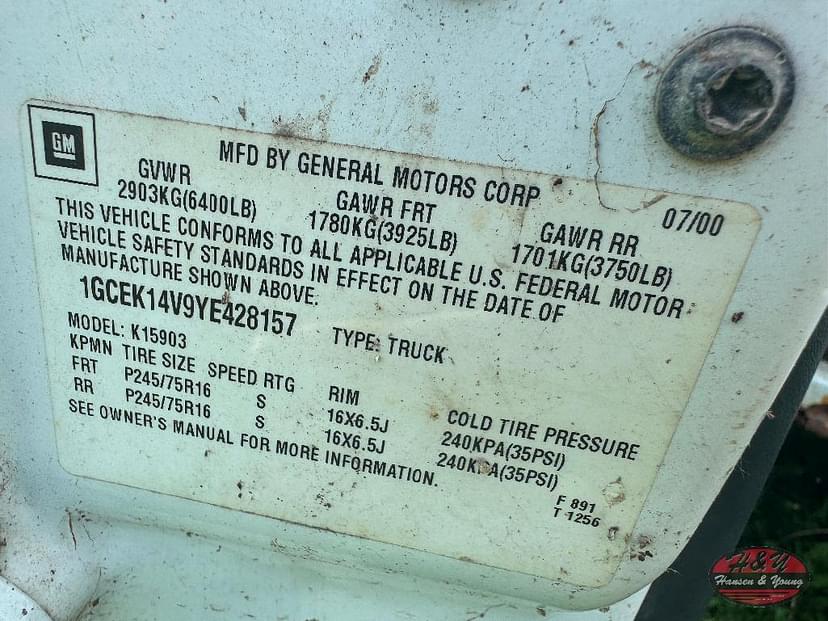 GM
MFD BY GENERAL MOTORS CORP 07/00
GVWR GAWR FRT GAWR RR
2903KG(6400LB) 1780KG(3925LB) 1701KG(3750LB)
THIS VEHICLE CONFORMS TO ALL APPLICABLE U.S. FEDERAL MOTOR
VEHICLE SAFETY STANDARDS IN EFFECT ON THE DATE OF
MANUFACTURE SHOWN ABOVE.
1GCEK14V9YE428157 TYPE: TRUCK
MODEL: K15903
KPMN TIRE SIZE SPEED RTG RIM COLD TIRE PRESSURE
FRT P245/75R16 S 16X6.5J 240KPA(35PSI)
RR P245/75R16 S 16X6.5J 240KPA(35PSI)
SEE OWNER'S MANUAL FOR MORE INFORMATION.
F 891
T 1256
H&Y
Hansen & Young